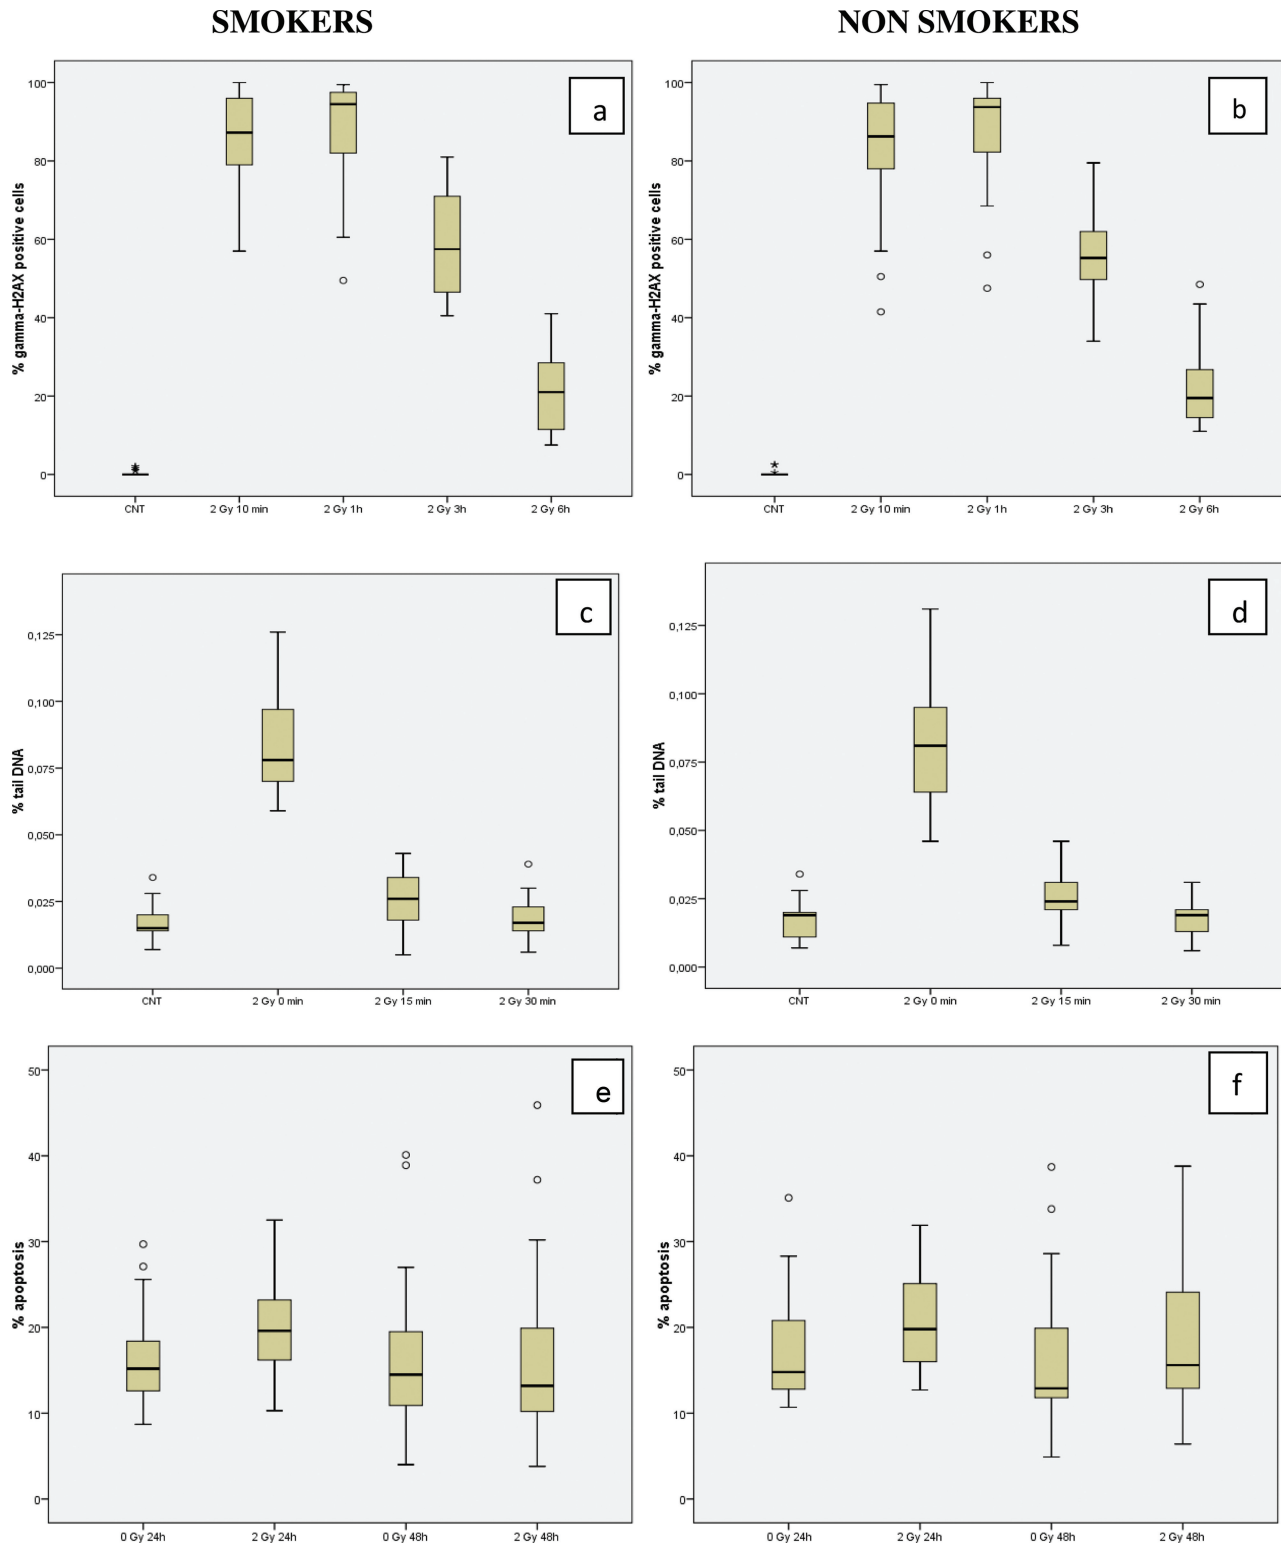 SMOKERS
NON SMOKERS
a
% gamma-H2AX positive cells
100
80
60
40
20
0
CNT 2 Gy 10 min 2 Gy 1h 2 Gy 3h 2 Gy 6h
b
% gamma-H2AX positive cells
100
80
60
40
20
0
CNT 2 Gy 10 min 2 Gy 1h 2 Gy 3h 2 Gy 6h
c
% tail DNA
0,125
0,100
0,075
0,050
0,025
0,000
CNT 2 Gy 0 min 2 Gy 15 min 2 Gy 30 min
d
% tail DNA
0,125
0,100
0,075
0,050
0,025
0,000
CNT 2 Gy 0 min 2 Gy 15 min 2 Gy 30 min
e
% apoptosis
50
40
30
20
10
0
0 Gy 24h 2 Gy 24h 0 Gy 48h 2 Gy 48h
f
% apoptosis
50
40
30
20
10
0
0 Gy 24h 2 Gy 24h 0 Gy 48h 2 Gy 48h